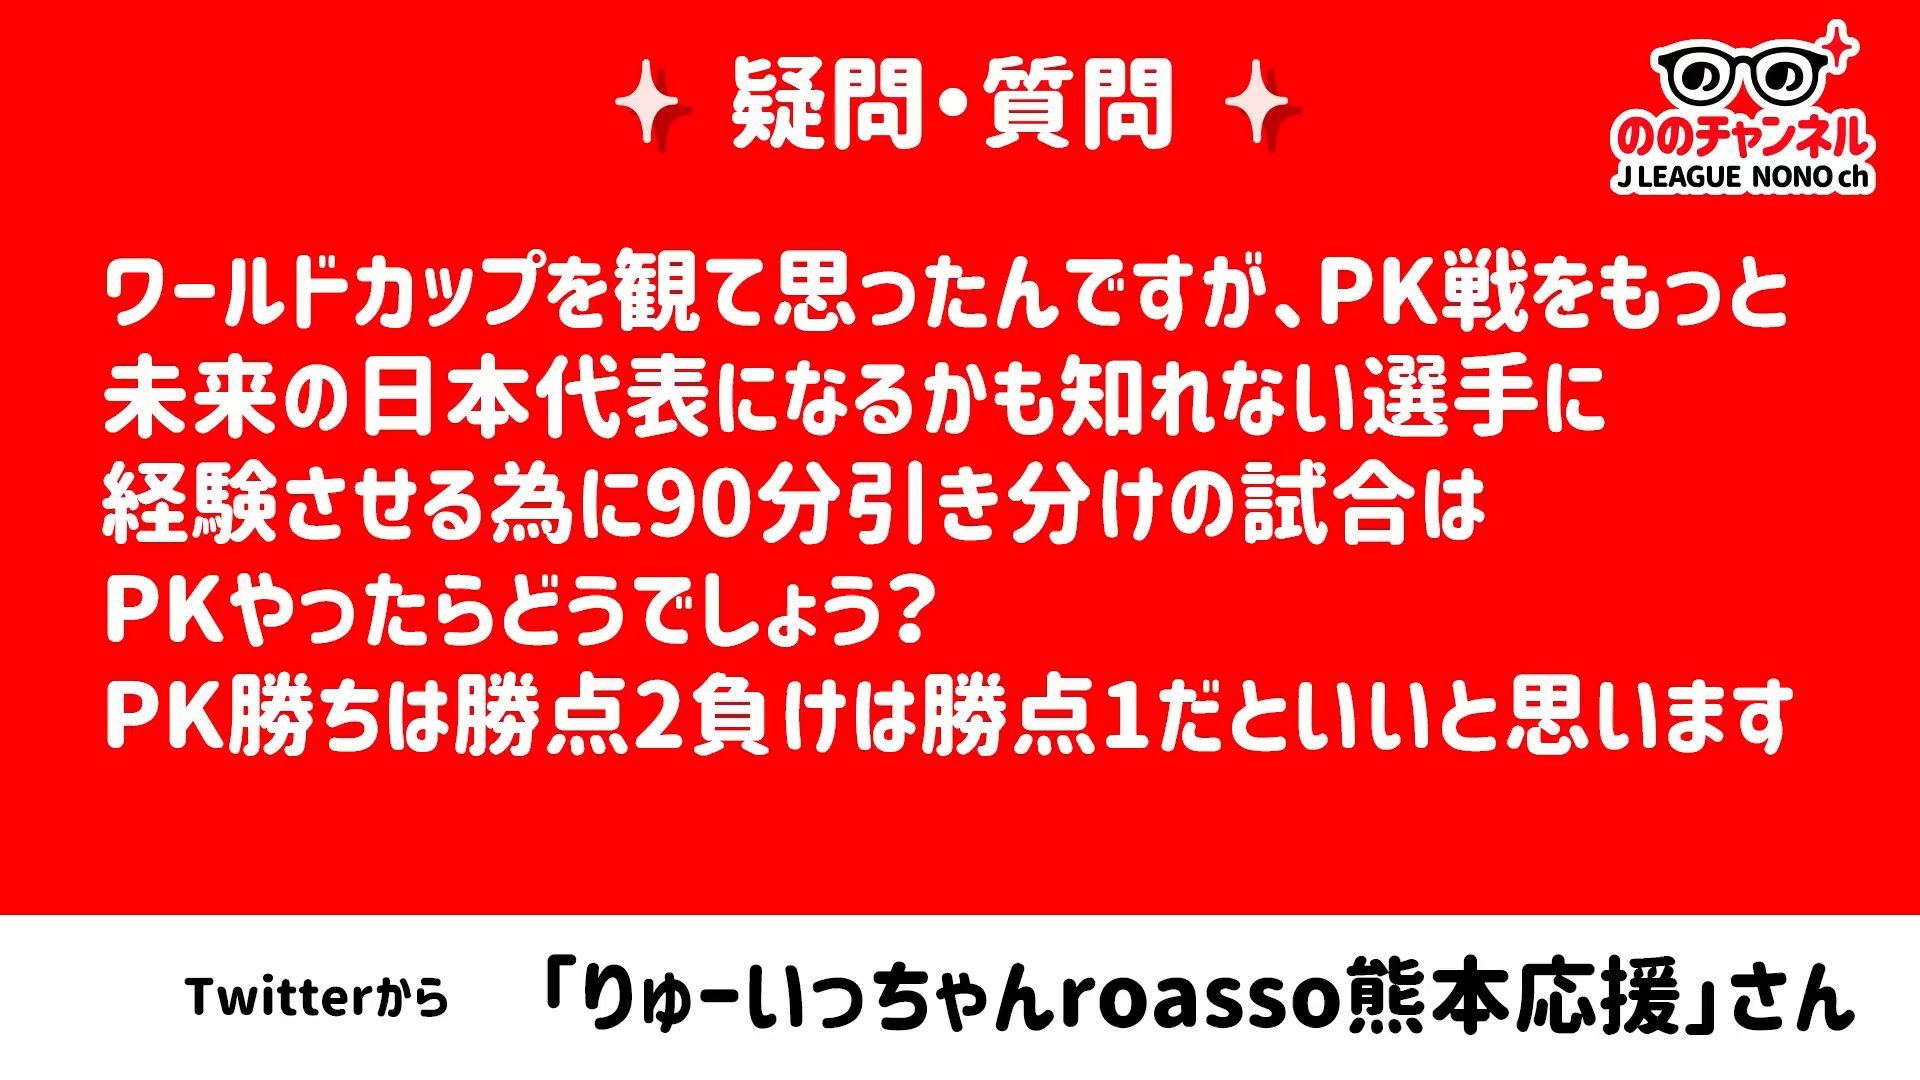 疑問・質問
のの
ののチャンネル
J LEAGUE NONO ch
ワールドカップを観て思ったんですが、PK戦をもっと
未来の日本代表になるかも知れない選手に
経験させる為に90分引き分けの試合は
PKやったらどうでしょう?
PK勝ちは勝点2負けは勝点1だといいと思います
Twitterから 「りゅーいっちゃんroasso熊本応援」さん